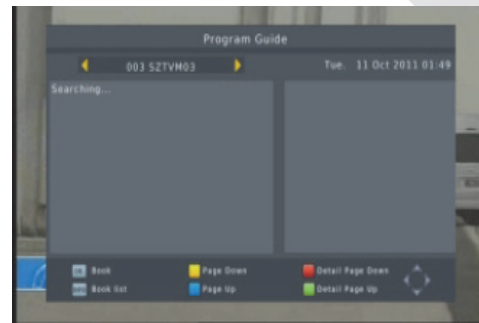 Program Guide
003 SZTVM03
Tue. 11 Oct 2011 01:49
Searching...
OK Book
Page Down
Detail Page Down
Book list
Page Up
Detail Page Up